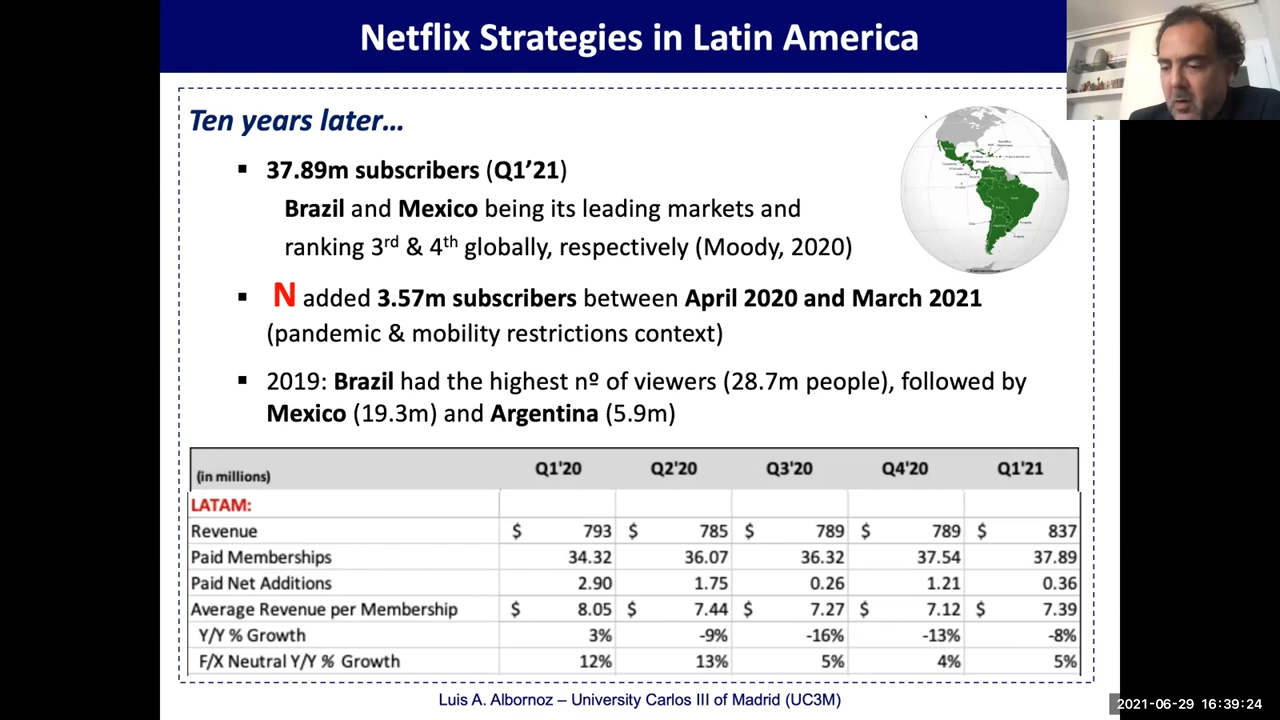 Netflix Strategies in Latin America
Ten years later…
▪ 37.89m subscribers (Q1’21)
Brazil and Mexico being its leading markets and
ranking 3rd & 4th globally, respectively (Moody, 2020)
▪ N added 3.57m subscribers between April 2020 and March 2021
(pandemic & mobility restrictions context)
▪ 2019: Brazil had the highest nº of viewers (28.7m people), followed by
Mexico (19.3m) and Argentina (5.9m)
(in millions) Q1'20 Q2'20 Q3'20 Q4'20 Q1'21
LATAM:
Revenue $ 793 $ 785 $ 789 $ 789 $ 837
Paid Memberships 34.32 36.07 36.32 37.54 37.89
Paid Net Additions 2.90 1.75 0.26 1.21 0.36
Average Revenue per Membership $ 8.05 $ 7.44 $ 7.27 $ 7.12 $ 7.39
Y/Y % Growth 3% -9% -16% -13% -8%
F/X Neutral Y/Y % Growth 12% 13% 5% 4% 5%
Luis A. Albornoz – University Carlos III of Madrid (UC3M)
2021-06-29 16:39:24